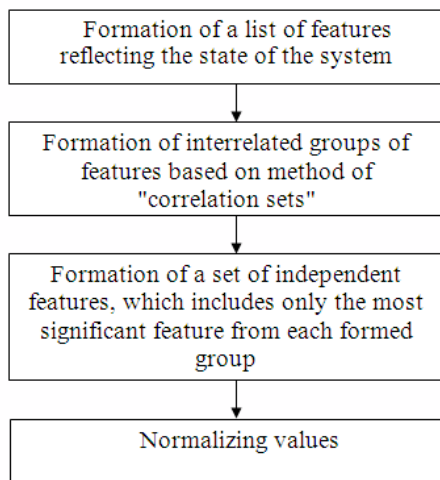 Formation of a list of features
reflecting the state of the system
Formation of interrelated groups of
features based on method of
"correlation sets"
Formation of a set of independent
features, which includes only the most
significant feature from each formed
group
Normalizing values